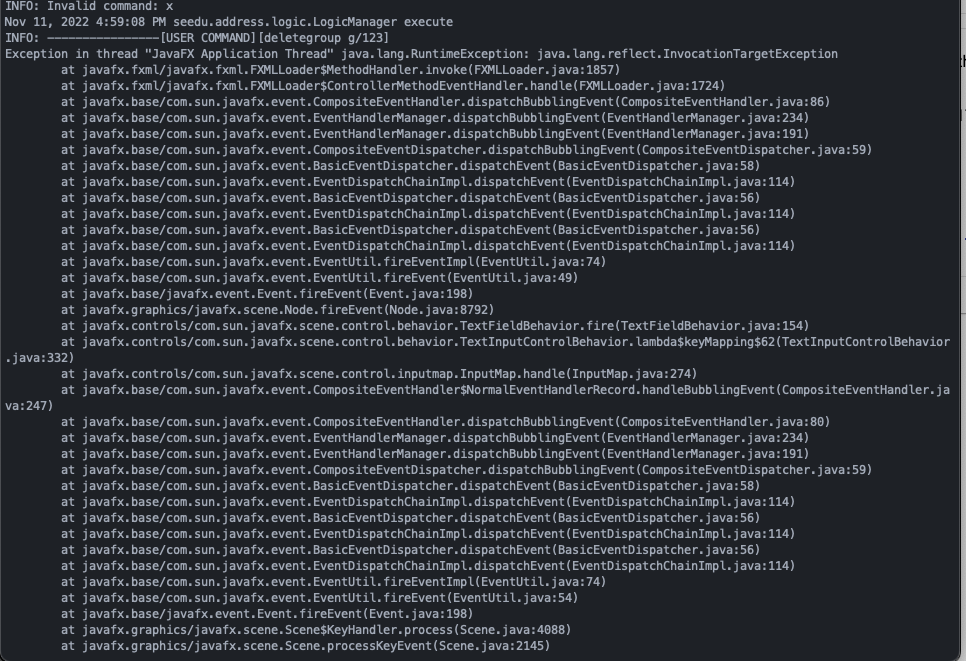 INFO: Invalid command: x
Nov 11, 2022 4:59:08 PM seedu.address.logic.LogicManager execute
INFO: ----------------[USER COMMAND][deletegroup g/123]
Exception in thread "JavaFX Application Thread" java.lang.RuntimeException: java.lang.reflect.InvocationTargetException
at javafx.fxml/javafx.fxml.FXMLLoader$MethodHandler.invoke(FXMLLoader.java:1857)
at javafx.fxml/javafx.fxml.FXMLLoader$ControllerMethodEventHandler.handle(FXMLLoader.java:1724)
at javafx.base/com.sun.javafx.event.CompositeEventHandler.dispatchBubblingEvent(CompositeEventHandler.java:86)
at javafx.base/com.sun.javafx.event.EventHandlerManager.dispatchBubblingEvent(EventHandlerManager.java:234)
at javafx.base/com.sun.javafx.event.EventHandlerManager.dispatchBubblingEvent(EventHandlerManager.java:191)
at javafx.base/com.sun.javafx.event.CompositeEventDispatcher.dispatchBubblingEvent(CompositeEventDispatcher.java:59)
at javafx.base/com.sun.javafx.event.BasicEventDispatcher.dispatchEvent(BasicEventDispatcher.java:58)
at javafx.base/com.sun.javafx.event.EventDispatchChainImpl.dispatchEvent(EventDispatchChainImpl.java:114)
at javafx.base/com.sun.javafx.event.BasicEventDispatcher.dispatchEvent(BasicEventDispatcher.java:56)
at javafx.base/com.sun.javafx.event.EventDispatchChainImpl.dispatchEvent(EventDispatchChainImpl.java:114)
at javafx.base/com.sun.javafx.event.BasicEventDispatcher.dispatchEvent(BasicEventDispatcher.java:56)
at javafx.base/com.sun.javafx.event.EventDispatchChainImpl.dispatchEvent(EventDispatchChainImpl.java:114)
at javafx.base/com.sun.javafx.event.EventUtil.fireEventImpl(EventUtil.java:74)
at javafx.base/com.sun.javafx.event.EventUtil.fireEvent(EventUtil.java:49)
at javafx.base/javafx.event.Event.fireEvent(Event.java:198)
at javafx.graphics/javafx.scene.Node.fireEvent(Node.java:8792)
at javafx.controls/com.sun.javafx.scene.control.behavior.TextFieldBehavior.fire(TextFieldBehavior.java:154)
at javafx.controls/com.sun.javafx.scene.control.behavior.TextInputControlBehavior.lambda$keyMapping$62(TextInputControlBehavior
.java:332)
at javafx.controls/com.sun.javafx.scene.control.inputmap.InputMap.handle(InputMap.java:274)
at javafx.base/com.sun.javafx.event.CompositeEventHandler$NormalEventHandlerRecord.handleBubblingEvent(CompositeEventHandler.ja
va:247)
at javafx.base/com.sun.javafx.event.CompositeEventHandler.dispatchBubblingEvent(CompositeEventHandler.java:80)
at javafx.base/com.sun.javafx.event.EventHandlerManager.dispatchBubblingEvent(EventHandlerManager.java:234)
at javafx.base/com.sun.javafx.event.EventHandlerManager.dispatchBubblingEvent(EventHandlerManager.java:191)
at javafx.base/com.sun.javafx.event.CompositeEventDispatcher.dispatchBubblingEvent(CompositeEventDispatcher.java:59)
at javafx.base/com.sun.javafx.event.BasicEventDispatcher.dispatchEvent(BasicEventDispatcher.java:58)
at javafx.base/com.sun.javafx.event.EventDispatchChainImpl.dispatchEvent(EventDispatchChainImpl.java:114)
at javafx.base/com.sun.javafx.event.BasicEventDispatcher.dispatchEvent(BasicEventDispatcher.java:56)
at javafx.base/com.sun.javafx.event.EventDispatchChainImpl.dispatchEvent(EventDispatchChainImpl.java:114)
at javafx.base/com.sun.javafx.event.BasicEventDispatcher.dispatchEvent(BasicEventDispatcher.java:56)
at javafx.base/com.sun.javafx.event.EventDispatchChainImpl.dispatchEvent(EventDispatchChainImpl.java:114)
at javafx.base/com.sun.javafx.event.EventUtil.fireEventImpl(EventUtil.java:74)
at javafx.base/com.sun.javafx.event.EventUtil.fireEvent(EventUtil.java:54)
at javafx.base/javafx.event.Event.fireEvent(Event.java:198)
at javafx.graphics/javafx.scene.Scene$KeyHandler.process(Scene.java:4088)
at javafx.graphics/javafx.scene.Scene.processKeyEvent(Scene.java:2145)